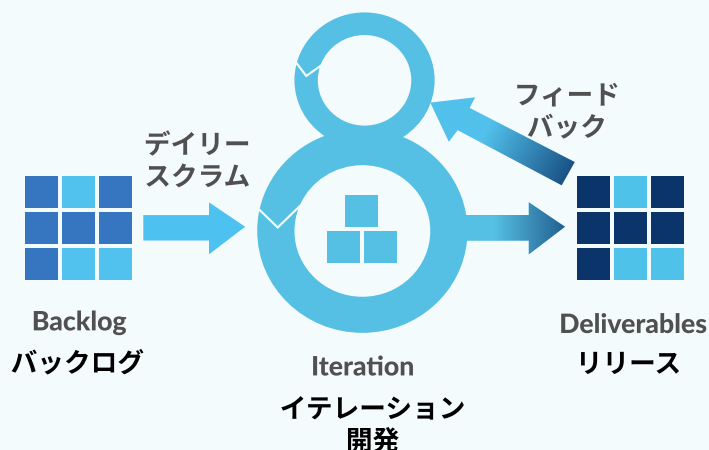 デイリー
スクラム
フィード
バック
Backlog
バックログ
Iteration
イテレーション
開発
Deliverables
リリース